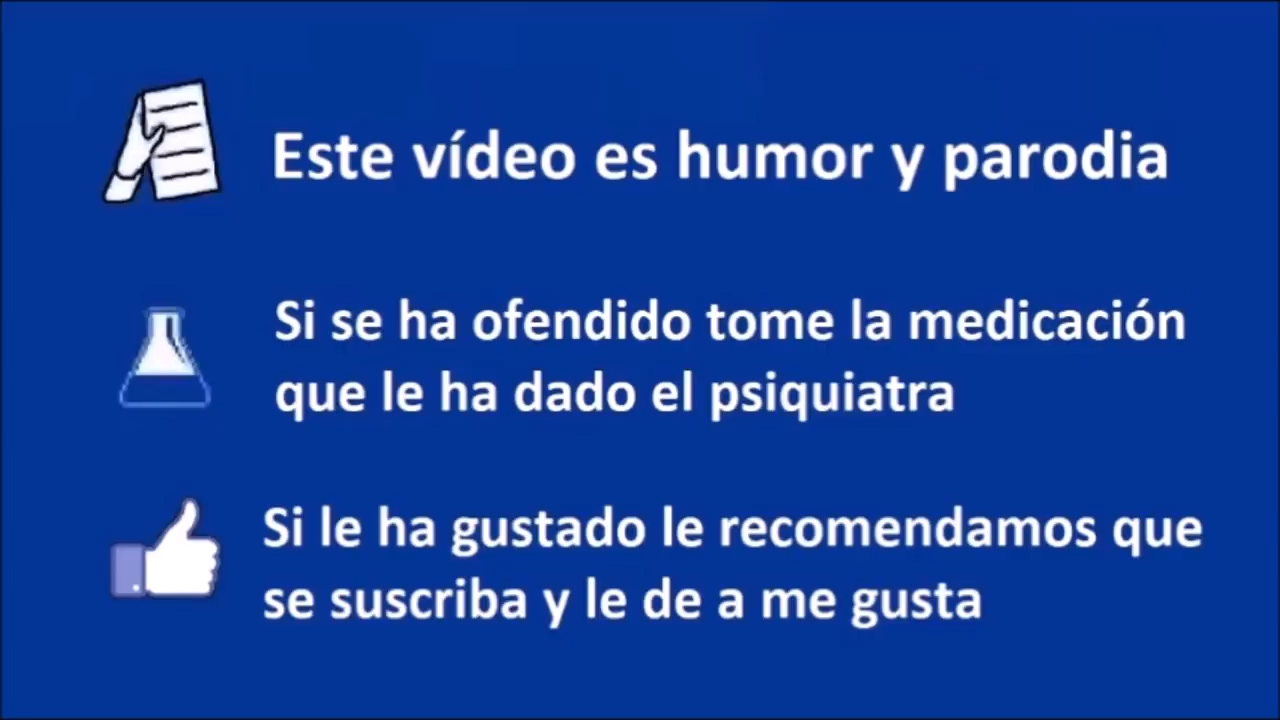 Este vídeo es humor y parodia
Si se ha ofendido tome la medicación
que le ha dado el psiquiatra
Si le ha gustado le recomendamos que
se suscriba y le de a me gusta